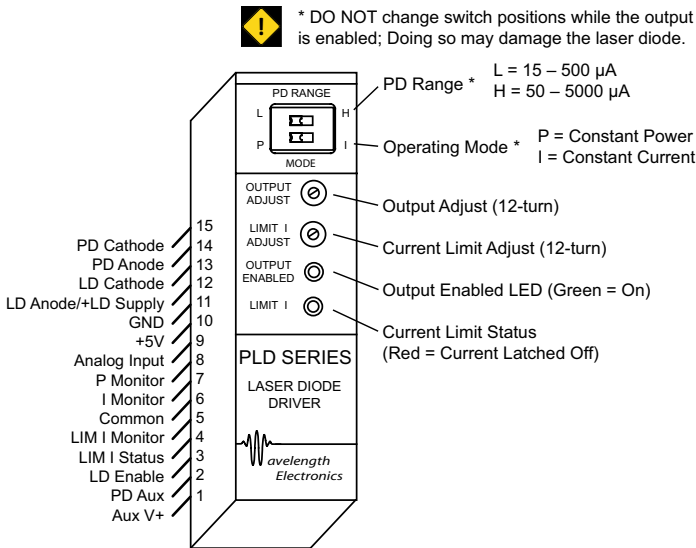 !
* DO NOT change switch positions while the output
is enabled; Doing so may damage the laser diode.
PD Range *
L = 15 – 500 µA
H = 50 – 5000 µA
Operating Mode *
P = Constant Power
I = Constant Current
Output Adjust (12-turn)
Current Limit Adjust (12-turn)
Output Enabled LED (Green = On)
Current Limit Status
(Red = Current Latched Off)
PD RANGE
L
H
P
I
MODE
OUTPUT
ADJUST
LIMIT I
ADJUST
OUTPUT
ENABLED
LIMIT I
PLD SERIES
LASER DIODE
DRIVER
avelength
Electronics
15
14
13
12
11
10
9
8
7
6
5
4
3
2
1
PD Cathode
PD Anode
LD Cathode
LD Anode/+LD Supply
GND
+5V
Analog Input
P Monitor
I Monitor
Common
LIM I Monitor
LIM I Status
LD Enable
PD Aux
Aux V+